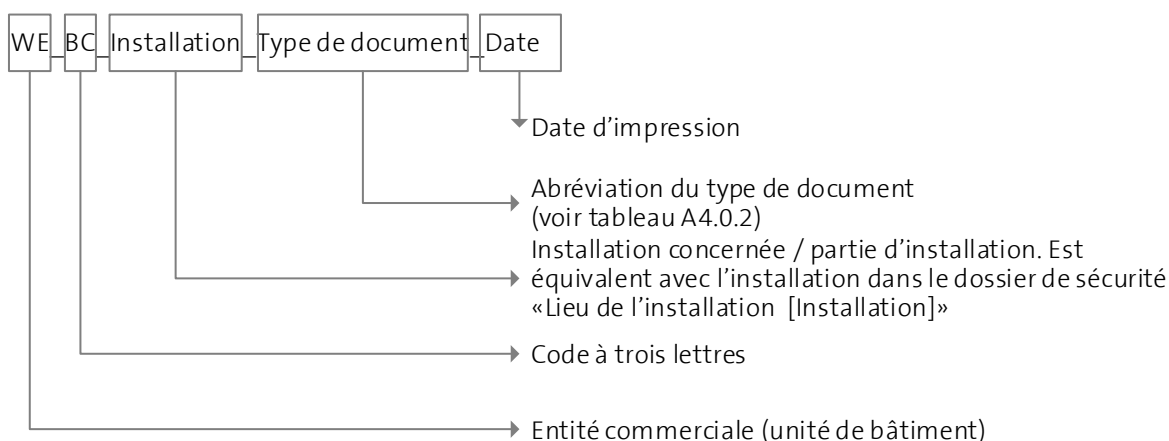 WE_BC_Installation_Type de document_Date
Date d’impression
Abréviation du type de document
(voir tableau A4.0.2)
Installation concernée / partie d’installation. Est
équivalent avec l’installation dans le dossier de sécurité
«Lieu de l’installation [Installation]»
Code à trois lettres
Entité commerciale (unité de bâtiment)